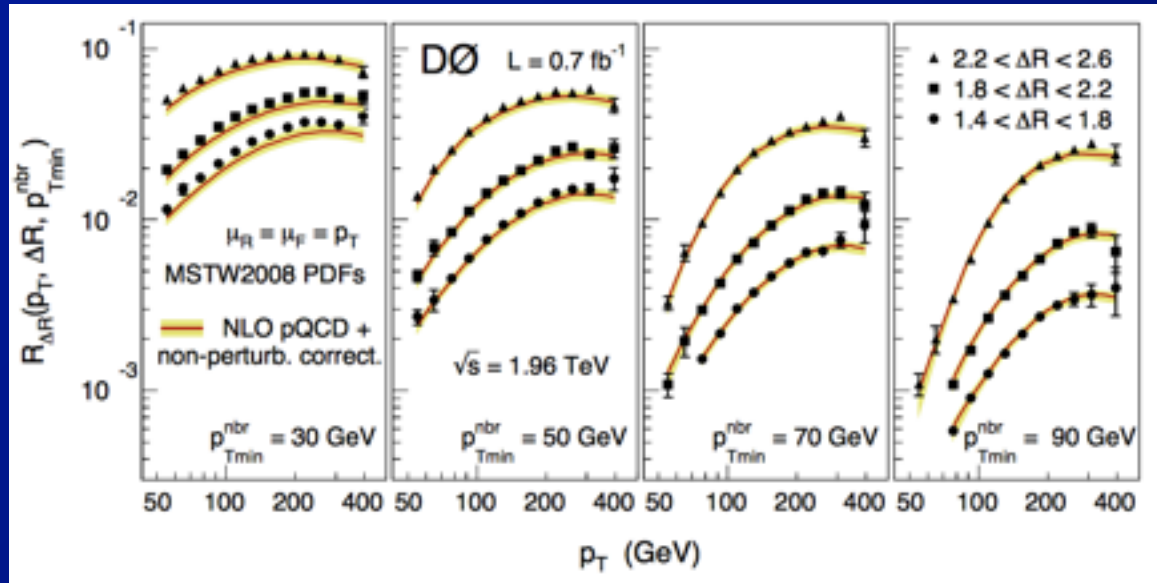 R_ΔR(p_T, ΔR, p_Tmin^nbr)
10⁻¹
10⁻²
10⁻³
DØ L = 0.7 fb⁻¹
▲ 2.2 < ΔR < 2.6
■ 1.8 < ΔR < 2.2
● 1.4 < ΔR < 1.8
μ_R = μ_F = p_T
MSTW2008 PDFs
NLO pQCD +
non-perturb. correct.
√s = 1.96 TeV
p_Tmin^nbr = 30 GeV
p_Tmin^nbr = 50 GeV
p_Tmin^nbr = 70 GeV
p_Tmin^nbr = 90 GeV
50 100 200 400
50 100 200 400
50 100 200 400
50 100 200 400
p_T (GeV)